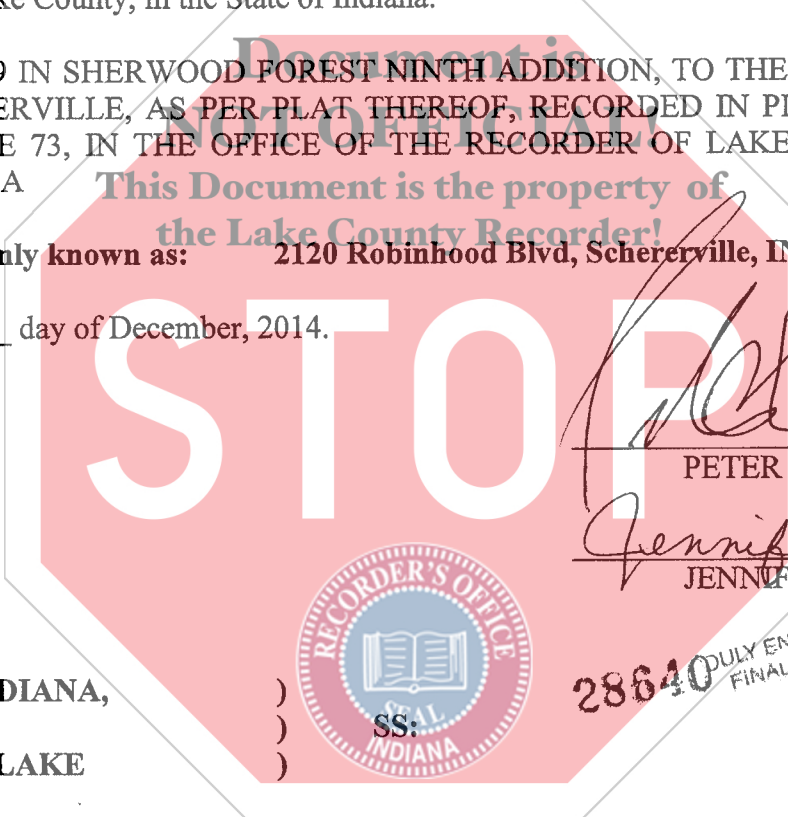 ke County, in the State of Indiana.
Document is
9 IN SHERWOOD FOREST NINTH ADDITION, TO THE
ERVILLE, AS PER PLAT THEREOF, RECORDED IN
NOT OFFICIAL!
E 73, IN THE OFFICE OF THE RECORDER OF LAKE
A
This Document is the property of
the Lake County Recorder!
nly known as: 2120 Robinhood Blvd, Schererville, IN
day of December, 2014.
STOP
PETER
Jennif
JENNIF
RECORDER'S OFFICE
SEAL
INDIANA
28640
DULY EN
FINAL
DIANA, )
) SS:
LAKE )